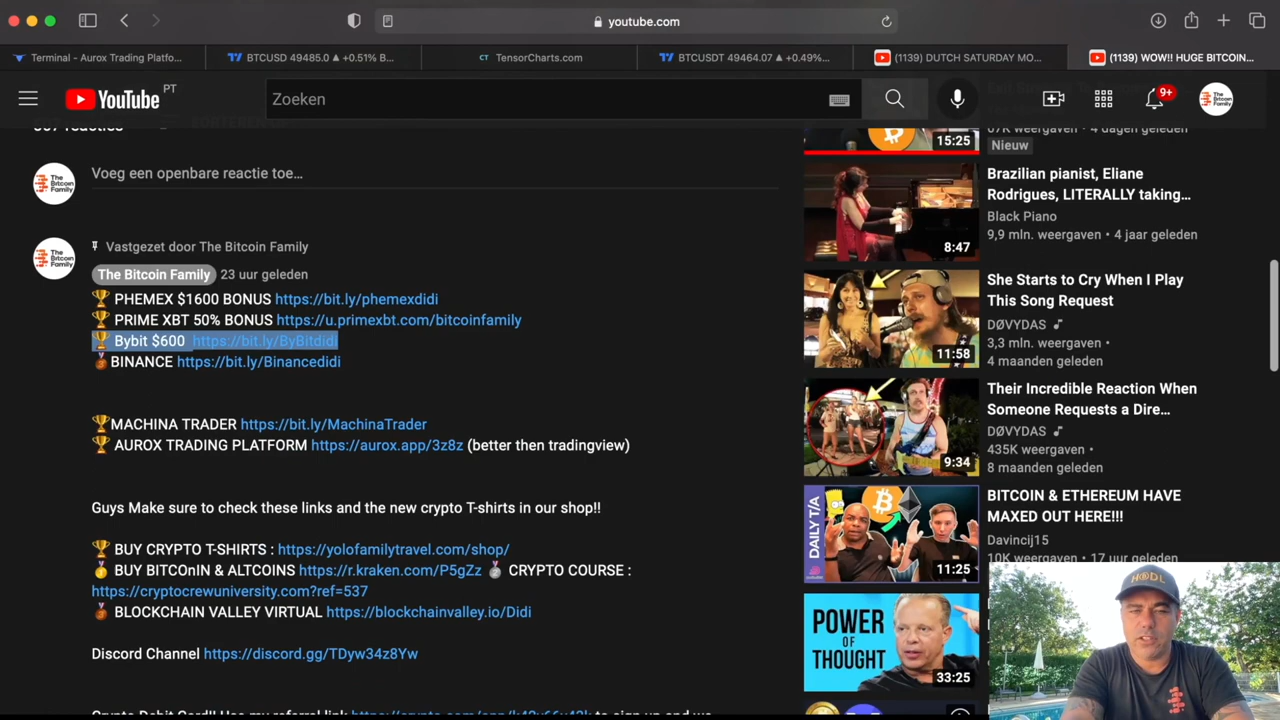 youtube.com
Terminal - Aurox Trading Platfo...
BTCUSD 49485.0 ▲ +0.51% B...
TensorCharts.com
BTCUSDT 49464.07 ▲ +0.49%...
(1139) DUTCH SATURDAY MO...
(1139) WOW!! HUGE BITCOIN...
YouTube PT
Zoeken
9+
Voeg een openbare reactie toe...
Vastgezet door The Bitcoin Family
The Bitcoin Family 23 uur geleden
🏆 PHEMEX $1600 BONUS https://bit.ly/phemexdidi
🏆 PRIME XBT 50% BONUS https://u.primexbt.com/bitcoinfamily
🏆 Bybit $600 https://bit.ly/ByBitdidi
🥉BINANCE https://bit.ly/Binancedidi
🏆MACHINA TRADER https://bit.ly/MachinaTrader
🏆 AUROX TRADING PLATFORM https://aurox.app/3z8z (better then tradingview)
Guys Make sure to check these links and the new crypto T-shirts in our shop!!
🏆 BUY CRYPTO T-SHIRTS : https://yolofamilytravel.com/shop/
🥇 BUY BITCOnIN & ALTCOINS https://r.kraken.com/P5gZz 🥈 CRYPTO COURSE :
https://cryptocrewuniversity.com?ref=537
🥉 BLOCKCHAIN VALLEY VIRTUAL https://blockchainvalley.io/Didi
Discord Channel https://discord.gg/TDyw34z8Yw
15:25
67K weergaven • 4 dagen geleden
Nieuw
8:47
Brazilian pianist, Eliane
Rodrigues, LITERALLY taking...
Black Piano
9,9 mln. weergaven • 4 jaar geleden
11:58
She Starts to Cry When I Play
This Song Request
DØVYDAS
3,3 mln. weergaven •
4 maanden geleden
9:34
Their Incredible Reaction When
Someone Requests a Dire...
DØVYDAS
435K weergaven •
8 maanden geleden
DAILY T/A
11:25
BITCOIN & ETHEREUM HAVE
MAXED OUT HERE!!!
Davincij15
10K weergaven • 17 uur geleden
POWER
OF
THOUGHT
33:25
HODL
The
Bitcoin
Family